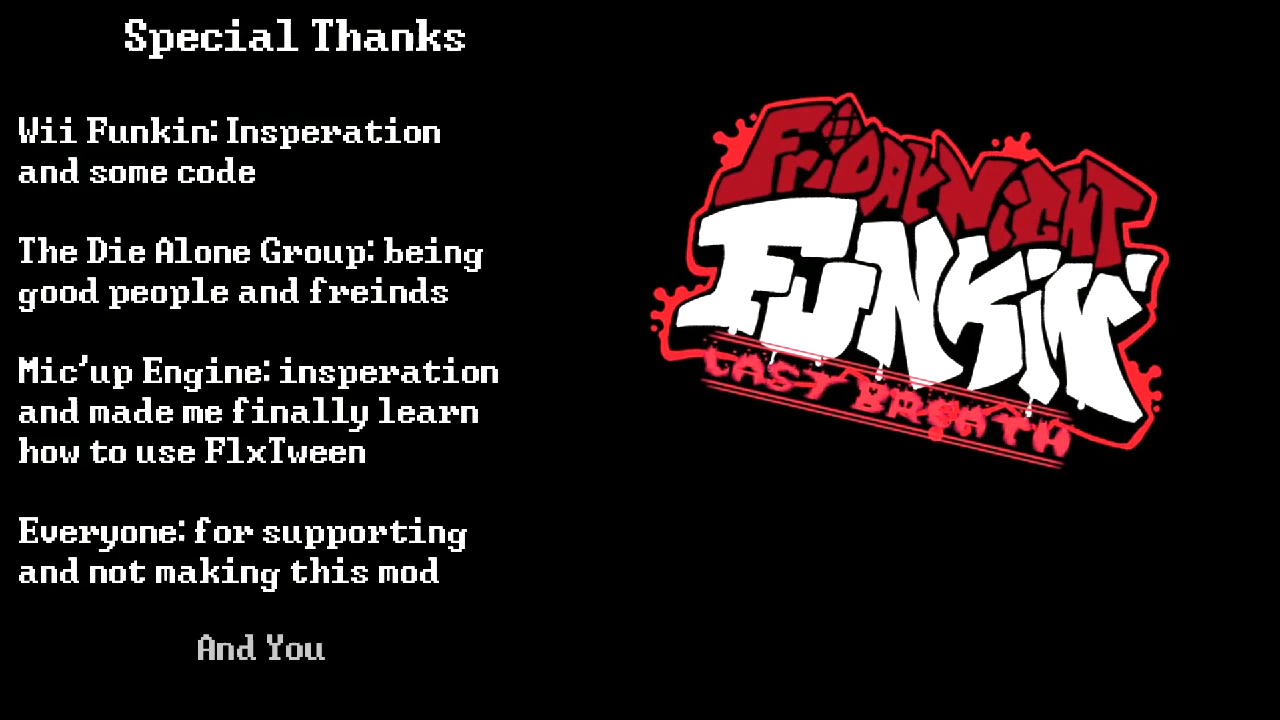 Special Thanks
Wii Funkin: Insperation
and some code
The Die Alone Group: being
good people and freinds
Mic'up Engine: insperation
and made me finally learn
how to use FlxTween
Everyone: for supporting
and not making this mod
And You
FRiDAY NiGHT
FUNKiN'
LAST BREATH